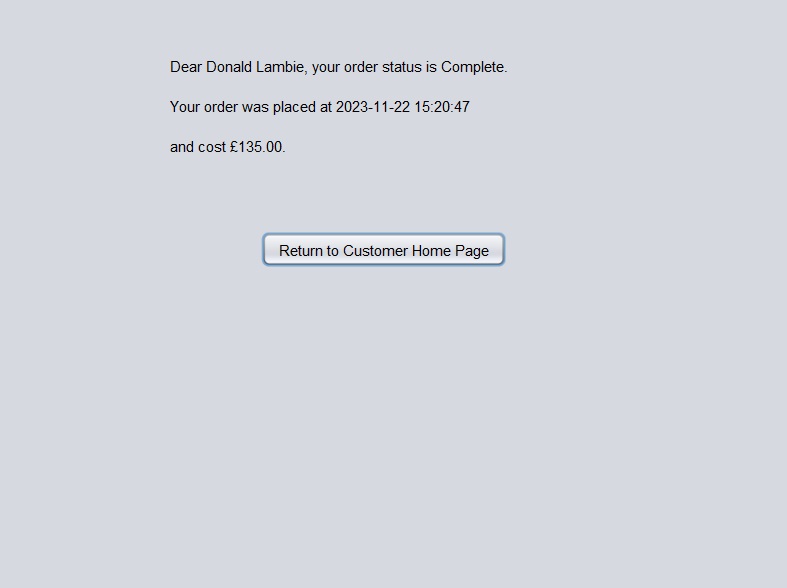 Dear Donald Lambie, your order status is Complete.
Your order was placed at 2023-11-22 15:20:47
and cost £135.00.
Return to Customer Home Page